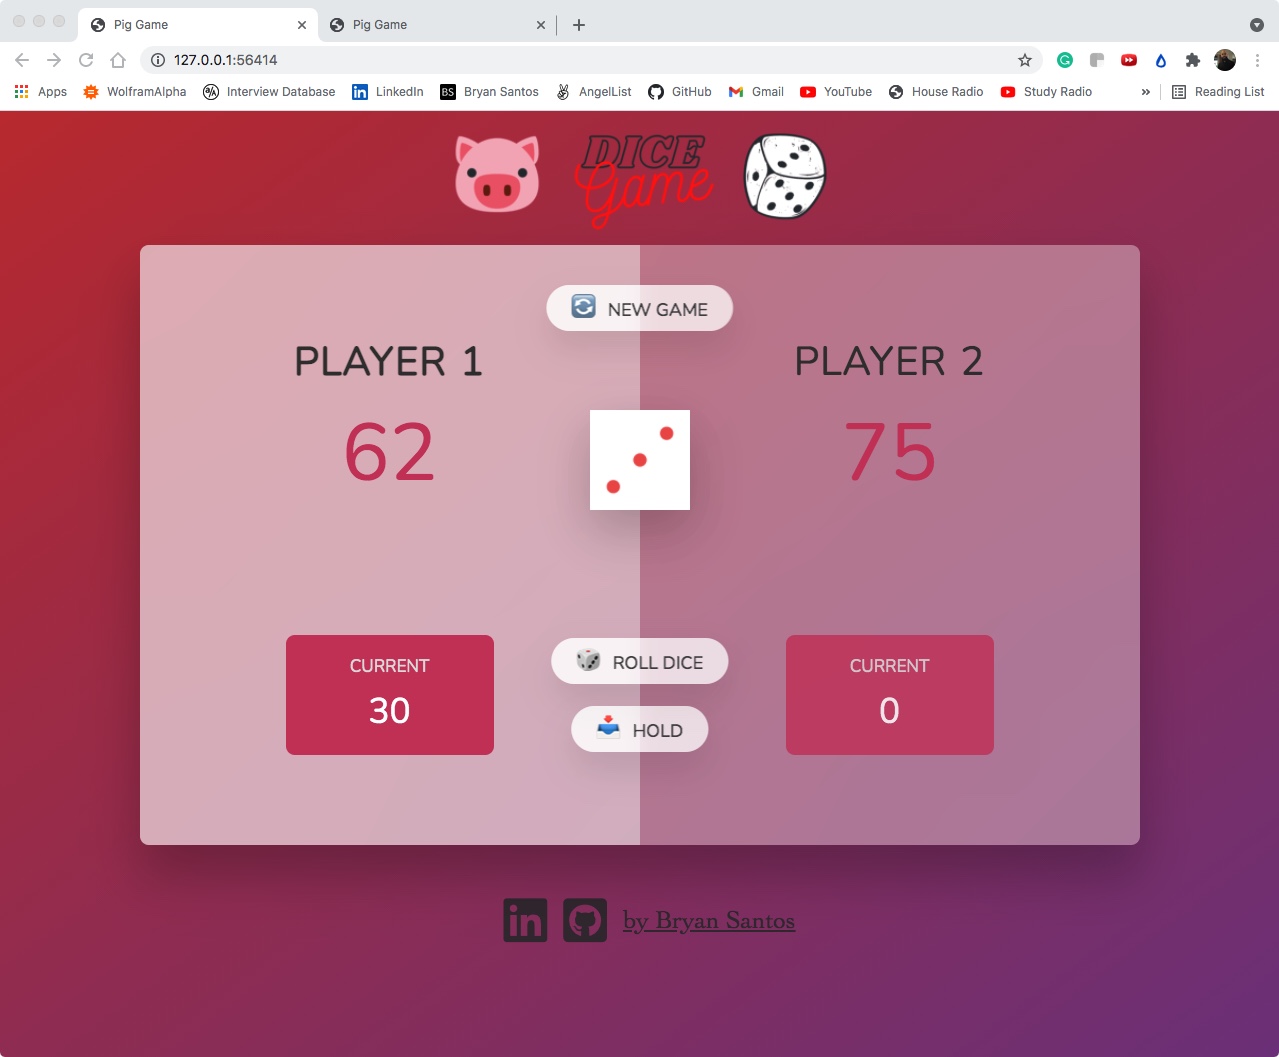 Pig Game
Pig Game
127.0.0.1:56414
Apps
WolframAlpha
Interview Database
LinkedIn
BS
Bryan Santos
AngelList
GitHub
Gmail
YouTube
House Radio
Study Radio
»
Reading List
DICE
Game
NEW GAME
PLAYER 1
PLAYER 2
62
75
CURRENT
30
ROLL DICE
HOLD
CURRENT
0
in
by Bryan Santos